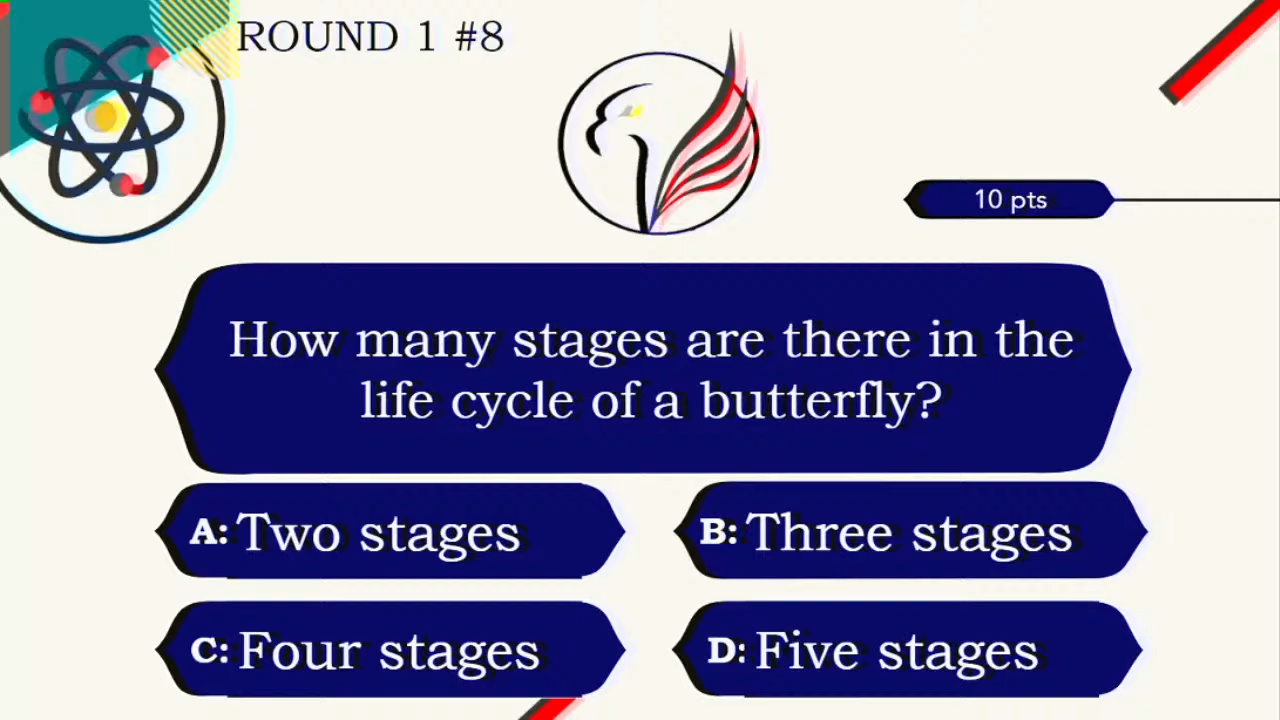 ROUND 1 #8
10 pts
How many stages are there in the
life cycle of a butterfly?
A: Two stages
B: Three stages
C: Four stages
D: Five stages